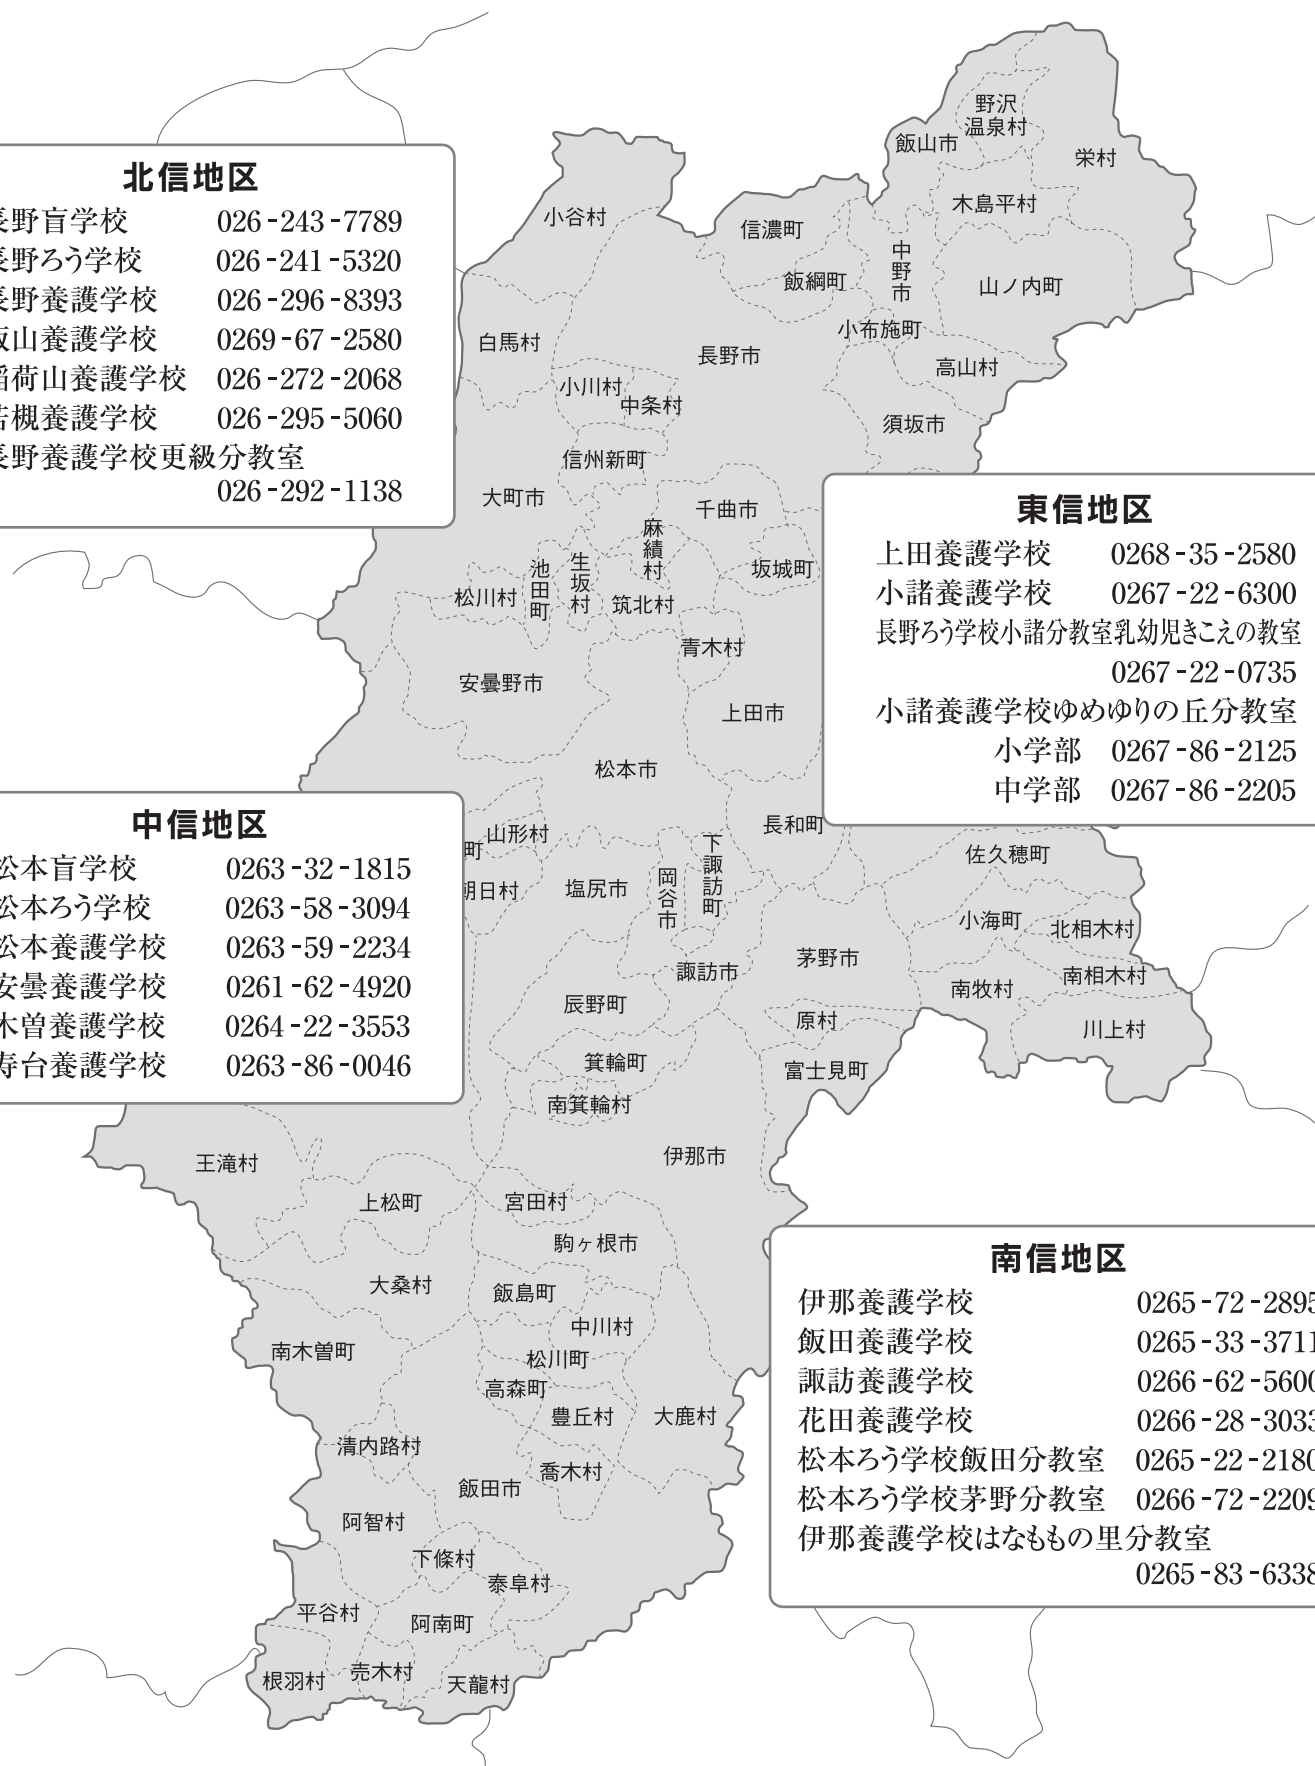 北信地区
長野盲学校 026-243-7789
長野ろう学校 026-241-5320
長野養護学校 026-296-8393
飯山養護学校 0269-67-2580
稲荷山養護学校 026-272-2068
若槻養護学校 026-295-5060
長野養護学校更級分教室
026-292-1138
東信地区
上田養護学校 0268-35-2580
小諸養護学校 0267-22-6300
長野ろう学校小諸分教室乳幼児きこえの教室
0267-22-0735
小諸養護学校ゆめゆりの丘分教室
小学部 0267-86-2125
中学部 0267-86-2205
中信地区
松本盲学校 0263-32-1815
松本ろう学校 0263-58-3094
松本養護学校 0263-59-2234
安曇養護学校 0261-62-4920
木曽養護学校 0264-22-3553
寿台養護学校 0263-86-0046
南信地区
伊那養護学校 0265-72-2895
飯田養護学校 0265-33-3711
諏訪養護学校 0266-62-5600
花田養護学校 0266-28-3033
松本ろう学校飯田分教室 0265-22-2180
松本ろう学校茅野分教室 0266-72-2209
伊那養護学校はなももの里分教室
0265-83-6338
野沢
温泉村
飯山市
栄村
木島平村
小谷村
信濃町
中野市
飯綱町
山ノ内町
小布施町
白馬村
長野市
高山村
小川村
中条村
須坂市
信州新町
大町市
千曲市
麻績村
坂城町
生坂村
池田町
松川村
筑北村
青木村
安曇野市
上田市
松本市
長和町
山形村
町
朝日村
塩尻市
岡谷市
下諏訪町
佐久穂町
小海町
北相木村
茅野市
諏訪市
南相木村
南牧村
辰野町
原村
川上村
箕輪町
富士見町
南箕輪村
伊那市
王滝村
上松町
宮田村
駒ヶ根市
大桑村
飯島町
中川村
南木曽町
松川町
高森町
豊丘村
大鹿村
清内路村
喬木村
飯田市
阿智村
下條村
泰阜村
平谷村
阿南町
根羽村
売木村
天龍村